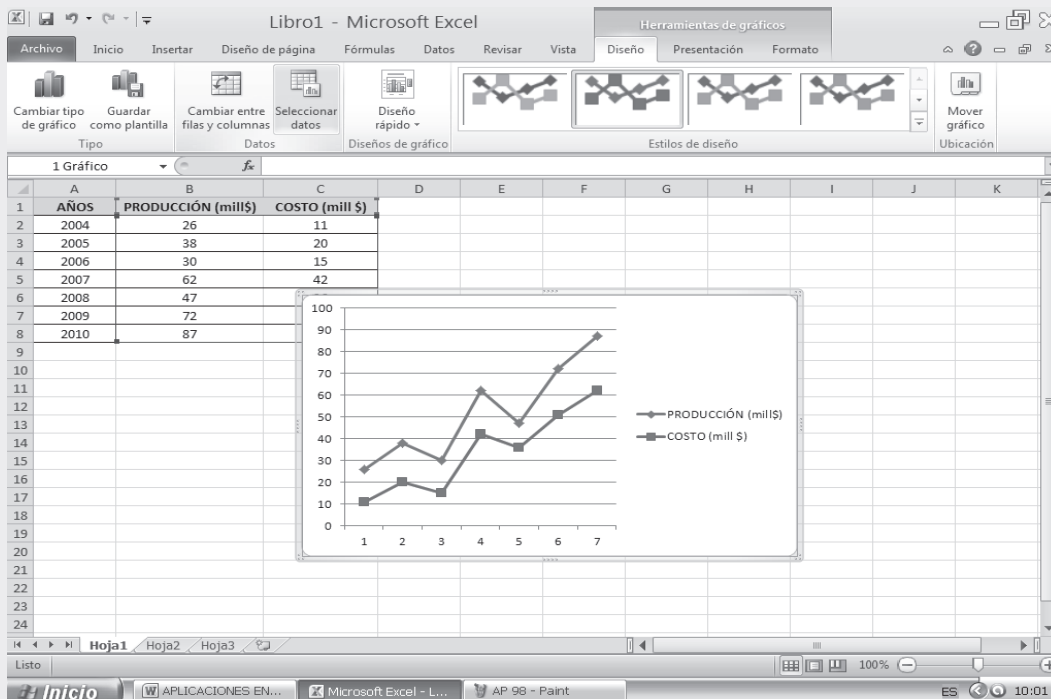 Libro1 - Microsoft Excel
Herramientas de gráficos
Archivo Inicio Insertar Diseño de página Fórmulas Datos Revisar Vista Diseño Presentación Formato
Cambiar tipo de gráfico
Guardar como plantilla
Cambiar entre filas y columnas
Seleccionar datos
Diseño rápido
Mover gráfico
Tipo Datos Diseños de gráfico Estilos de diseño Ubicación
1 Gráfico fx
A B C D E F G H I J K
1 AÑOS PRODUCCIÓN (mill$) COSTO (mill $)
2 2004 26 11
3 2005 38 20
4 2006 30 15
5 2007 62 42
6 2008 47
7 2009 72
8 2010 87
9
10
11
12
13
14
15
16
17
18
19
20
21
22
23
24
100
90
80
70
60
50
40
30
20
10
0
1 2 3 4 5 6 7
PRODUCCIÓN (mill$)
COSTO (mill $)
Hoja1 Hoja2 Hoja3
Listo 100%
Inicio APLICACIONES EN... Microsoft Excel - L... AP 98 - Paint ES 10:01